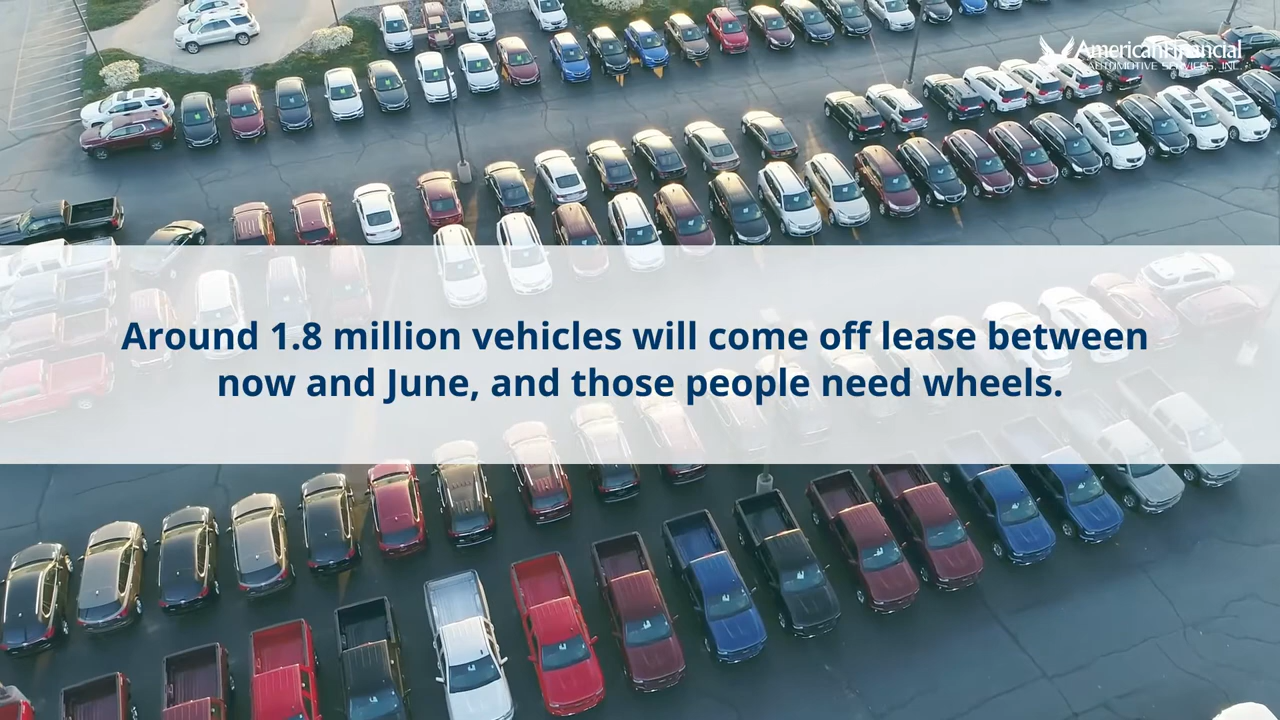 AmericanFinancial
AUTOMOTIVE SERVICES, INC.
Around 1.8 million vehicles will come off lease between
now and June, and those people need wheels.